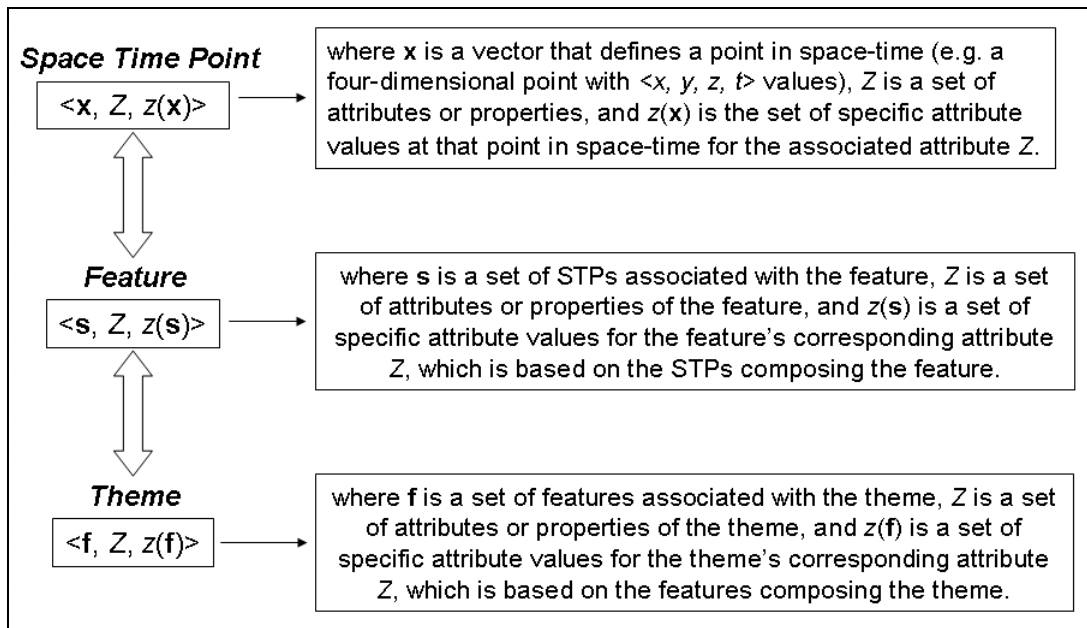 Space Time Point
<x, Z, z(x)>
where x is a vector that defines a point in space-time (e.g. a
four-dimensional point with <x, y, z, t> values), Z is a set of
attributes or properties, and z(x) is the set of specific attribute
values at that point in space-time for the associated attribute Z.
Feature
<s, Z, z(s)>
where s is a set of STPs associated with the feature, Z is a set
of attributes or properties of the feature, and z(s) is a set of
specific attribute values for the feature's corresponding attribute
Z, which is based on the STPs composing the feature.
Theme
<f, Z, z(f)>
where f is a set of features associated with the theme, Z is a set
of attributes or properties of the theme, and z(f) is a set of
specific attribute values for the theme's corresponding attribute
Z, which is based on the features composing the theme.